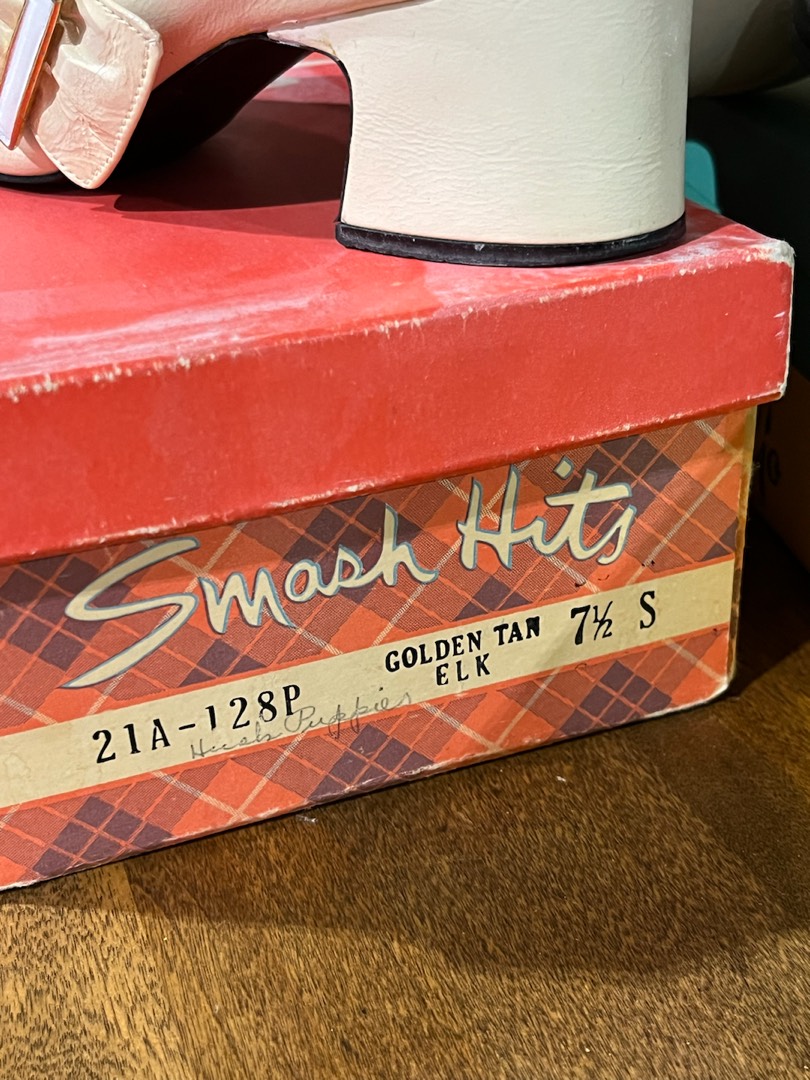 Smash Hits
21A-128P GOLDEN TAN 7½ S
ELK
Hush Puppies